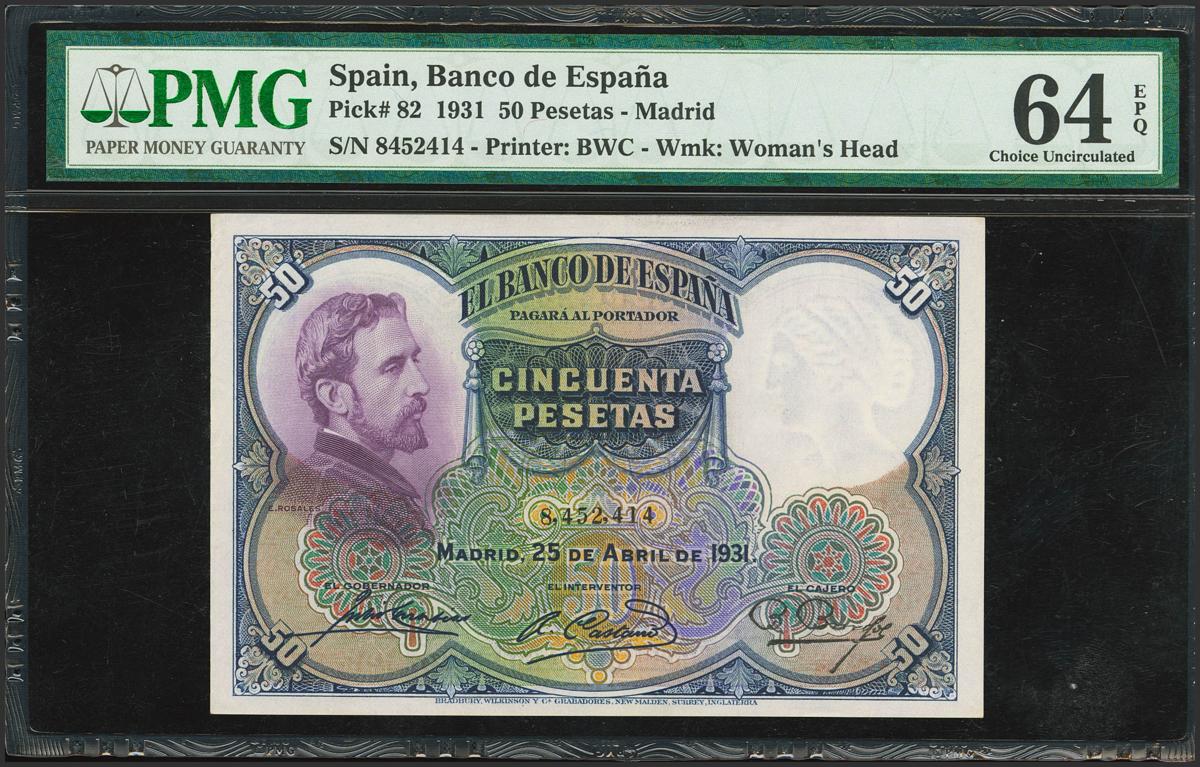 PMG
PAPER MONEY GUARANTY
Spain, Banco de España
Pick# 82 1931 50 Pesetas - Madrid
S/N 8452414 - Printer: BWC - Wmk: Woman's Head
64
EPQ
Choice Uncirculated
50
50
EL BANCO DE ESPAÑA
PAGARÁ AL PORTADOR
CINCUENTA
PESETAS
E. ROSALES
8,452,414
MADRID, 25 DE ABRIL DE 1931.
EL GOBERNADOR
EL INTERVENTOR
EL CAJERO
50
50
BRADBURY, WILKINSON Y Cª GRABADORES, NEW MALDEN, SURREY, INGLATERRA
PMG